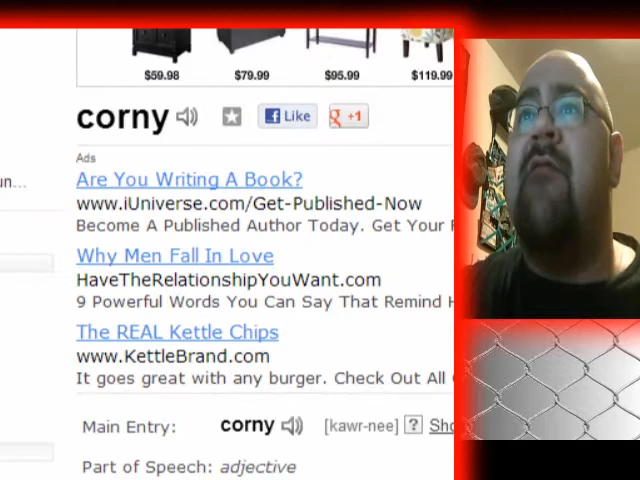 $59.98 $79.99 $95.99 $119.99
corny Like +1
Ads
Are You Writing A Book?
www.iUniverse.com/Get-Published-Now
Become A Published Author Today. Get Your
Why Men Fall In Love
HaveTheRelationshipYouWant.com
9 Powerful Words You Can Say That Remind
The REAL Kettle Chips
www.KettleBrand.com
It goes great with any burger. Check Out All
Main Entry: corny [kawr-nee] ?
Part of Speech: adjective